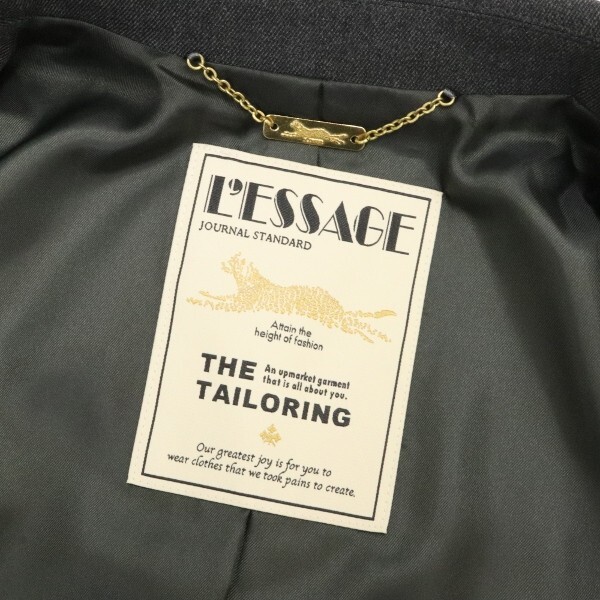 L'ESSAGE
JOURNAL STANDARD
Attain the
height of fashion
THE An upmarket garment
that is all about you.
TAILORING
Our greatest joy is for you to
wear clothes that we took pains to create.